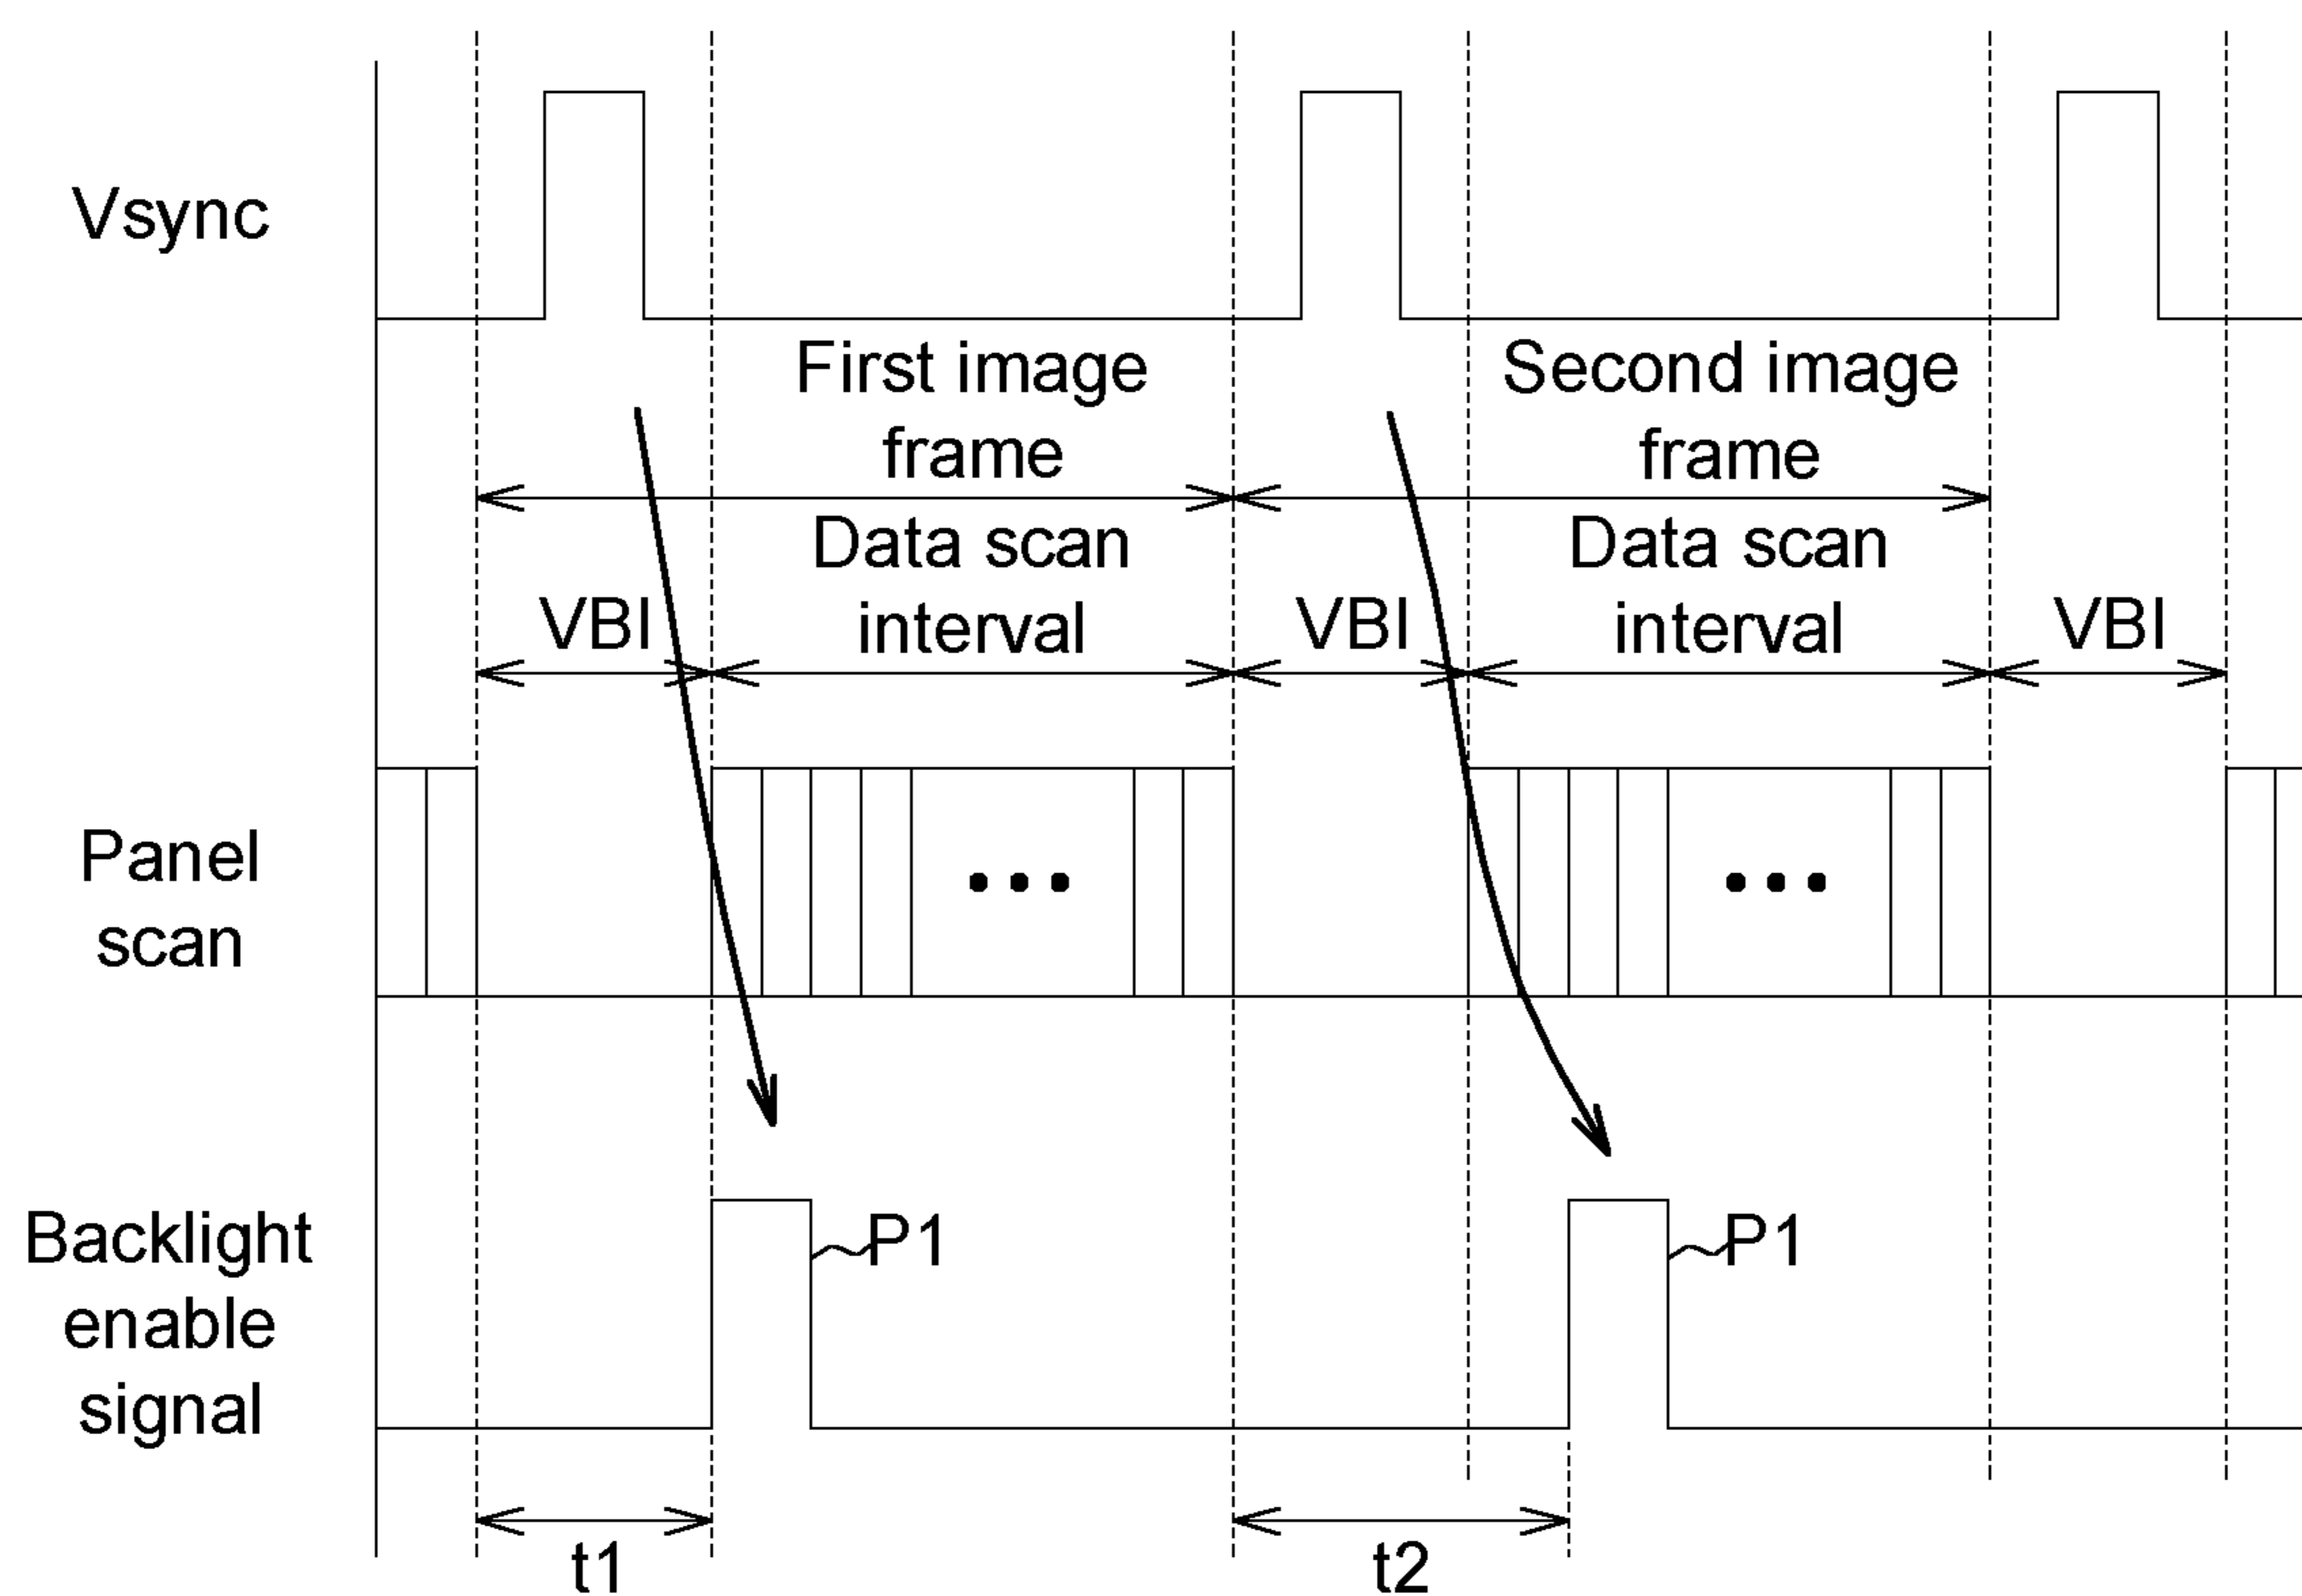 Vsync
First image
frame
Second image
frame
Data scan
interval
Data scan
interval
VBI
VBI
VBI
Panel
scan
Backlight
enable
signal
P1
P1
t1
t2